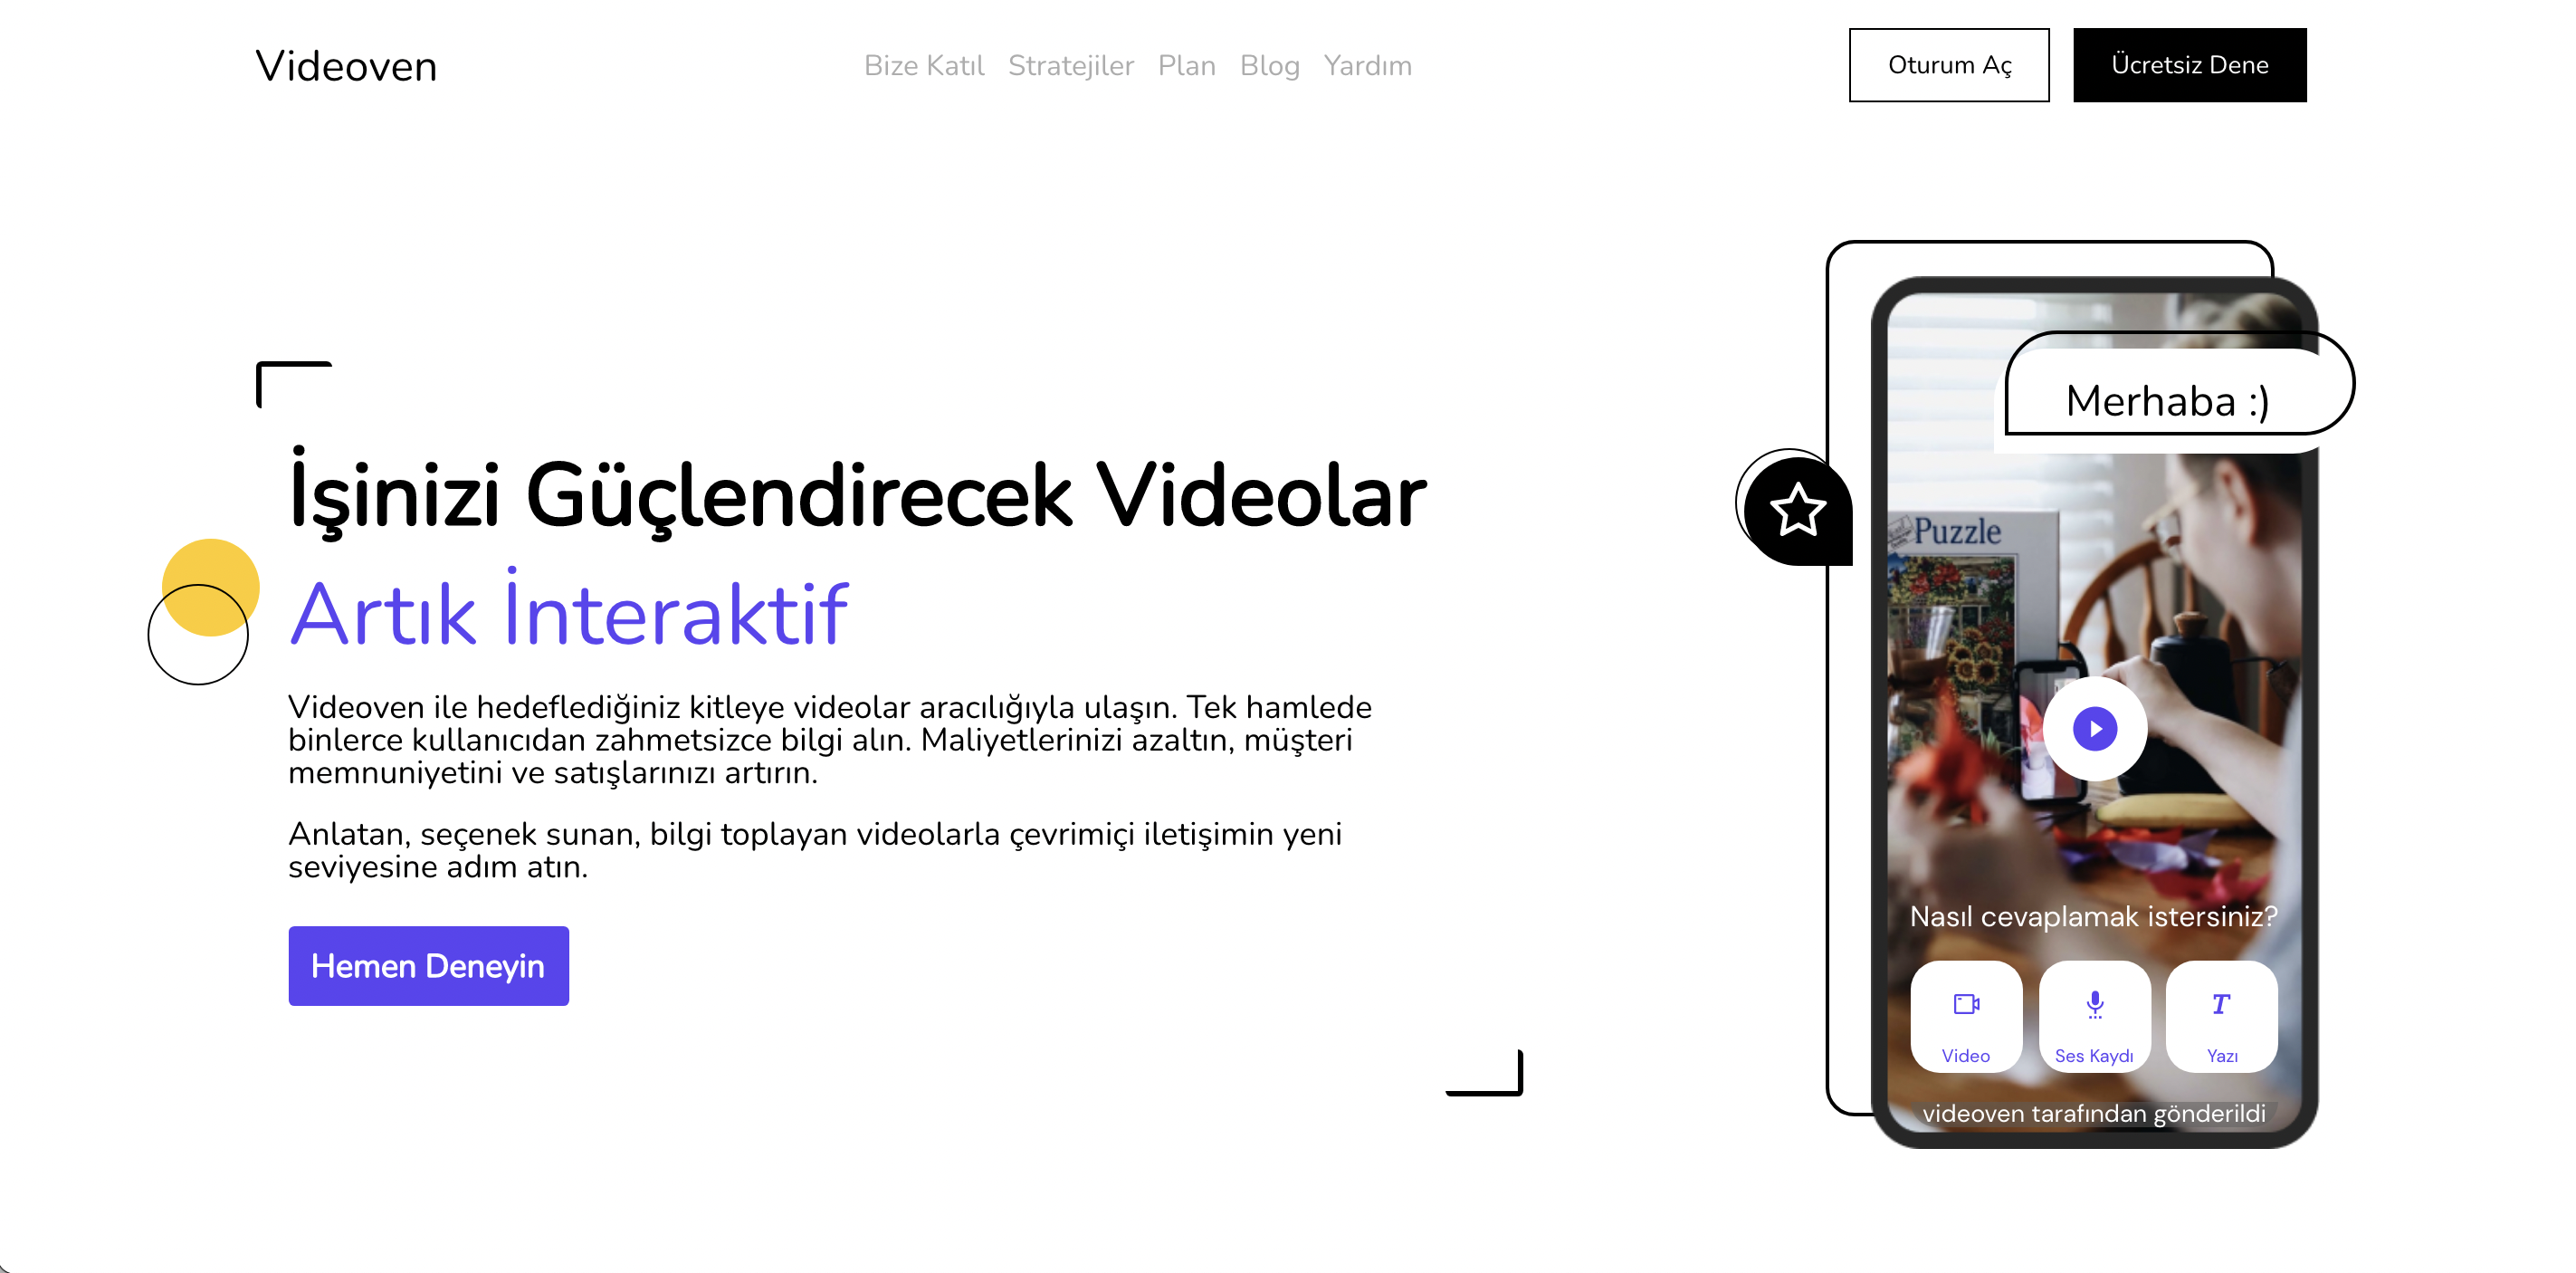 Videoven
Bize Katıl Stratejiler Plan Blog Yardım
Oturum Aç
Ücretsiz Dene
İşinizi Güçlendirecek Videolar
Artık İnteraktif
Videoven ile hedeflediğiniz kitleye videolar aracılığıyla ulaşın. Tek hamlede
binlerce kullanıcıdan zahmetsizce bilgi alın. Maliyetlerinizi azaltın, müşteri
memnuniyetini ve satışlarınızı artırın.
Anlatan, seçenek sunan, bilgi toplayan videolarla çevrimiçi iletişimin yeni
seviyesine adım atın.
Hemen Deneyin
Merhaba :)
Puzzle
Nasıl cevaplamak istersiniz?
T
Video
Ses Kaydı
Yazı
videoven tarafından gönderildi